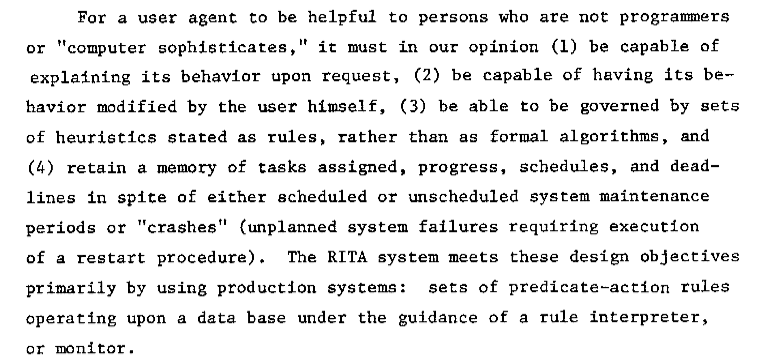 For a user agent to be helpful to persons who are not programmers
or "computer sophisticates," it must in our opinion (1) be capable of
explaining its behavior upon request, (2) be capable of having its be-
havior modified by the user himself, (3) be able to be governed by sets
of heuristics stated as rules, rather than as formal algorithms, and
(4) retain a memory of tasks assigned, progress, schedules, and dead-
lines in spite of either scheduled or unscheduled system maintenance
periods or "crashes" (unplanned system failures requiring execution
of a restart procedure). The RITA system meets these design objectives
primarily by using production systems: sets of predicate-action rules
operating upon a data base under the guidance of a rule interpreter,
or monitor.